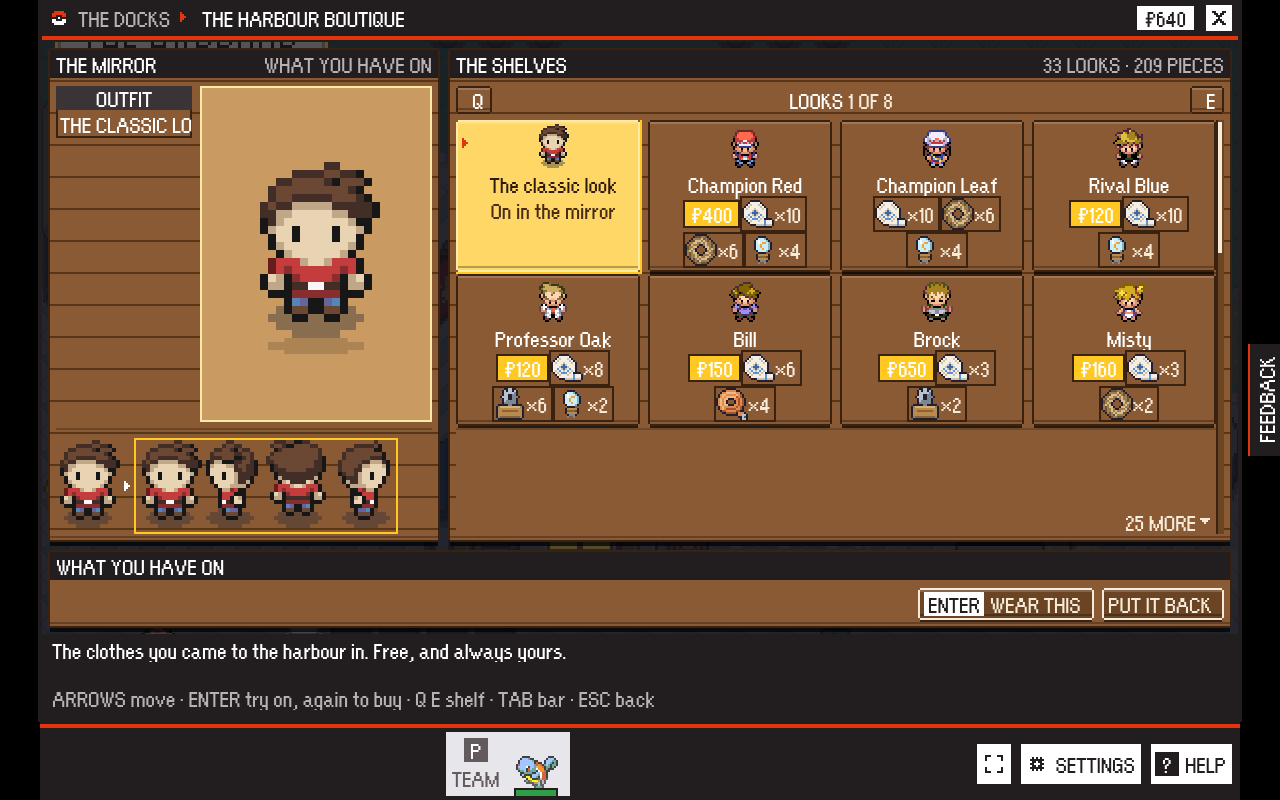 THE DOCKS THE HARBOUR BOUTIQUE ₽640 X
THE MIRROR WHAT YOU HAVE ON
OUTFIT
THE CLASSIC LO
THE SHELVES 33 LOOKS · 209 PIECES
Q LOOKS 1 OF 8 E
The classic look
On in the mirror
Champion Red
₽400 ×10
×6 ×4
Champion Leaf
×10 ×6
×4
Rival Blue
₽120 ×10
×4
Professor Oak
₽120 ×8
×6 ×2
Bill
₽150 ×6
×4
Brock
₽650 ×3
×2
Misty
₽160 ×3
×2
25 MORE
WHAT YOU HAVE ON
ENTER WEAR THIS PUT IT BACK
The clothes you came to the harbour in. Free, and always yours.
ARROWS move · ENTER try on, again to buy · Q E shelf · TAB bar · ESC back
P
TEAM
SETTINGS
? HELP
FEEDBACK